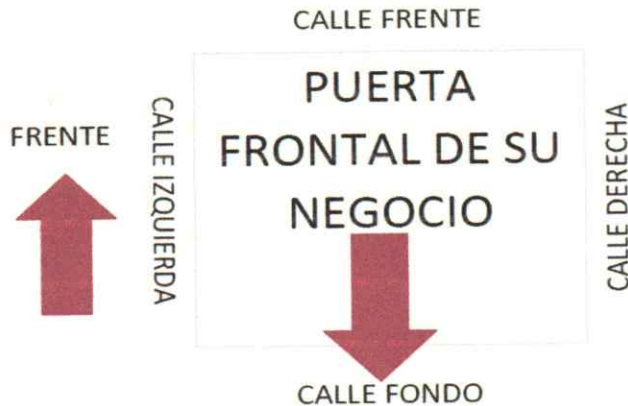 CALLE FRENTE
PUERTA
FRONTAL DE SU
NEGOCIO
FRENTE
CALLE IZQUIERDA
CALLE DERECHA
CALLE FONDO